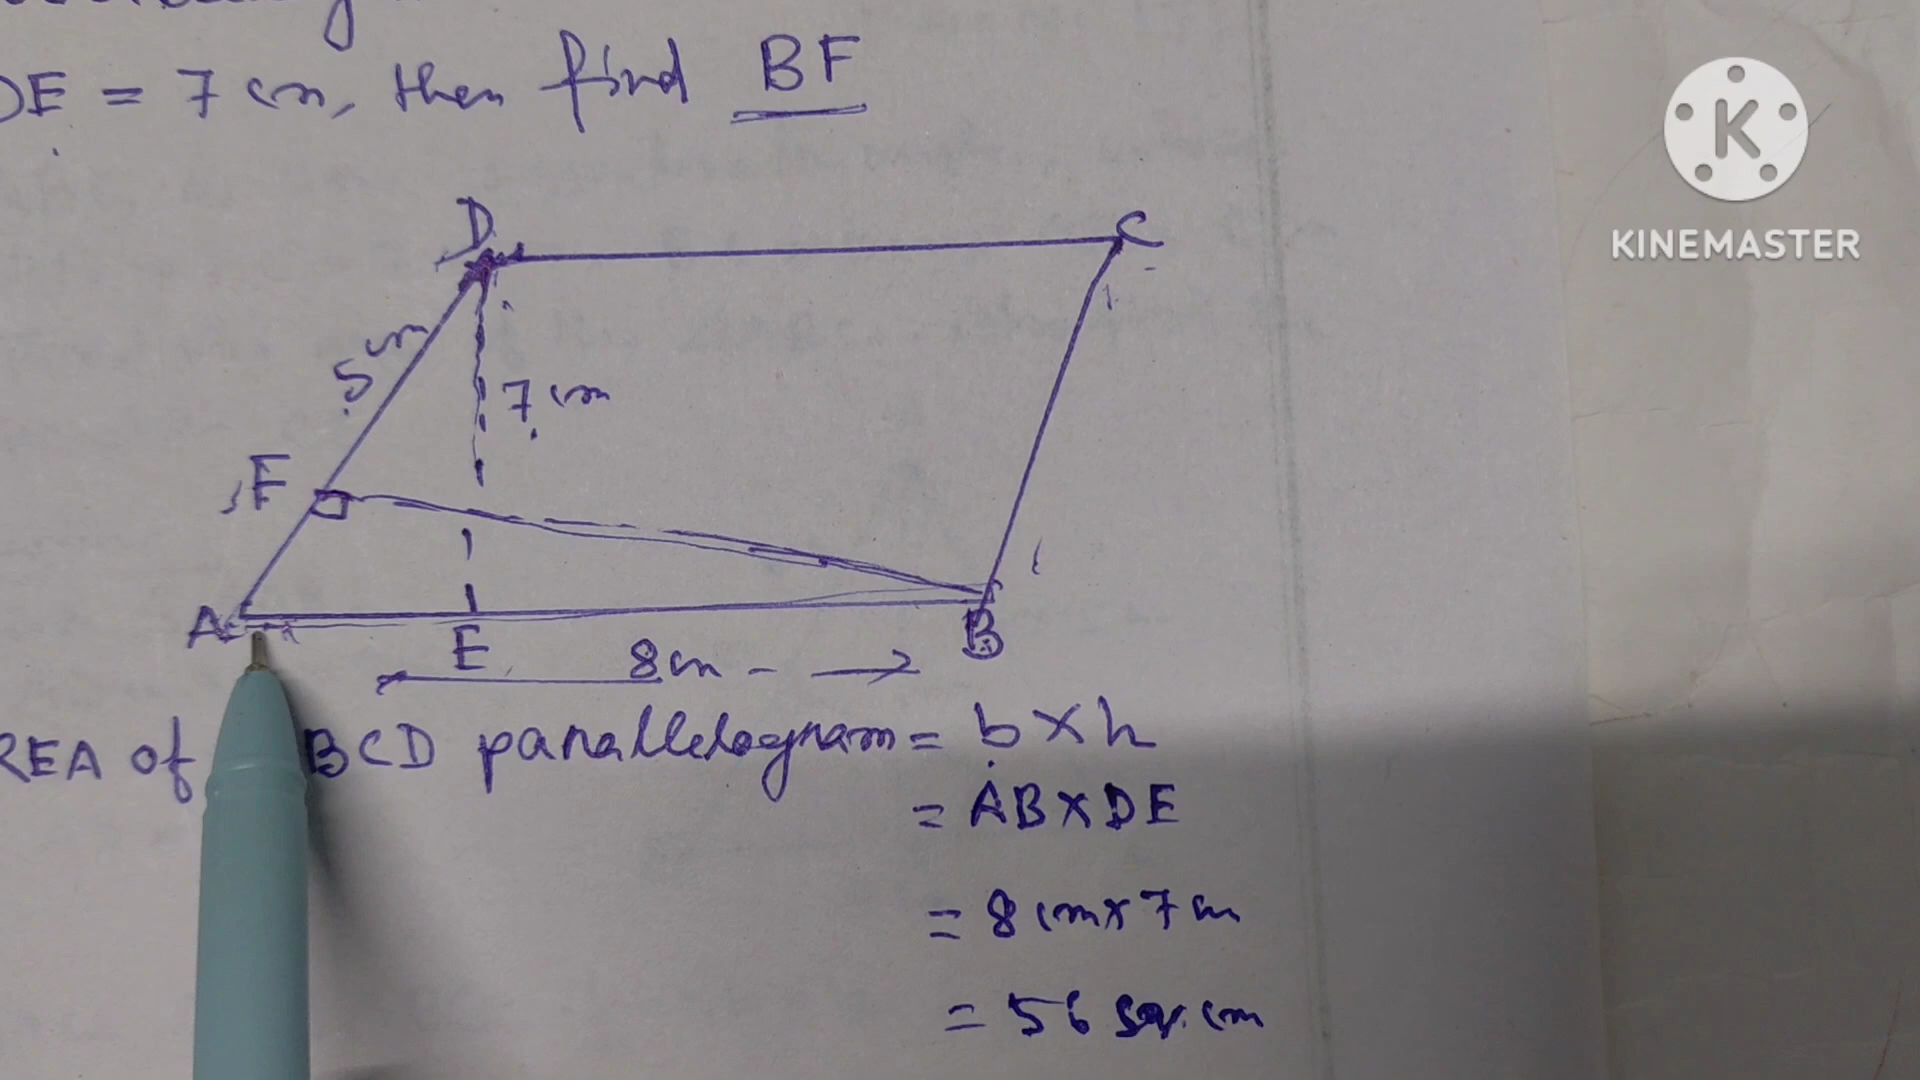 DE = 7 cm, then find BF
K
KINEMASTER
D
C
5 cm
7 cm
F
A
E
8 cm
B
REA of BCD parallelogram = b x h
= AB x DE
= 8 cm x 7 cm
= 56 sq. cm